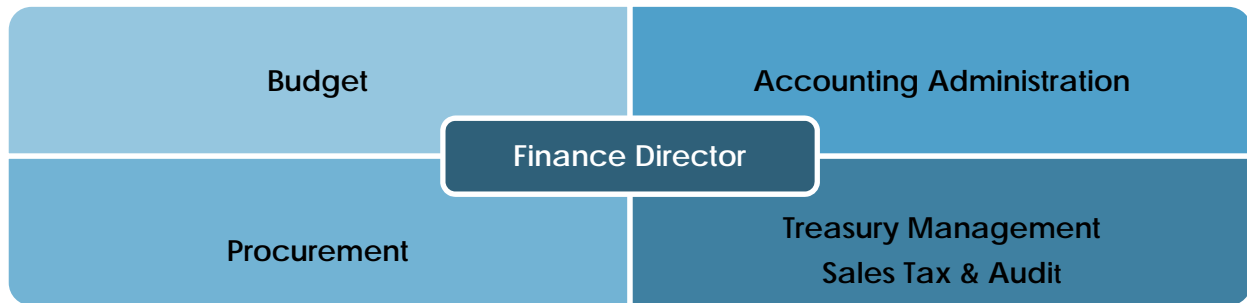 Budget
Accounting Administration
Finance Director
Procurement
Treasury Management
Sales Tax & Audit